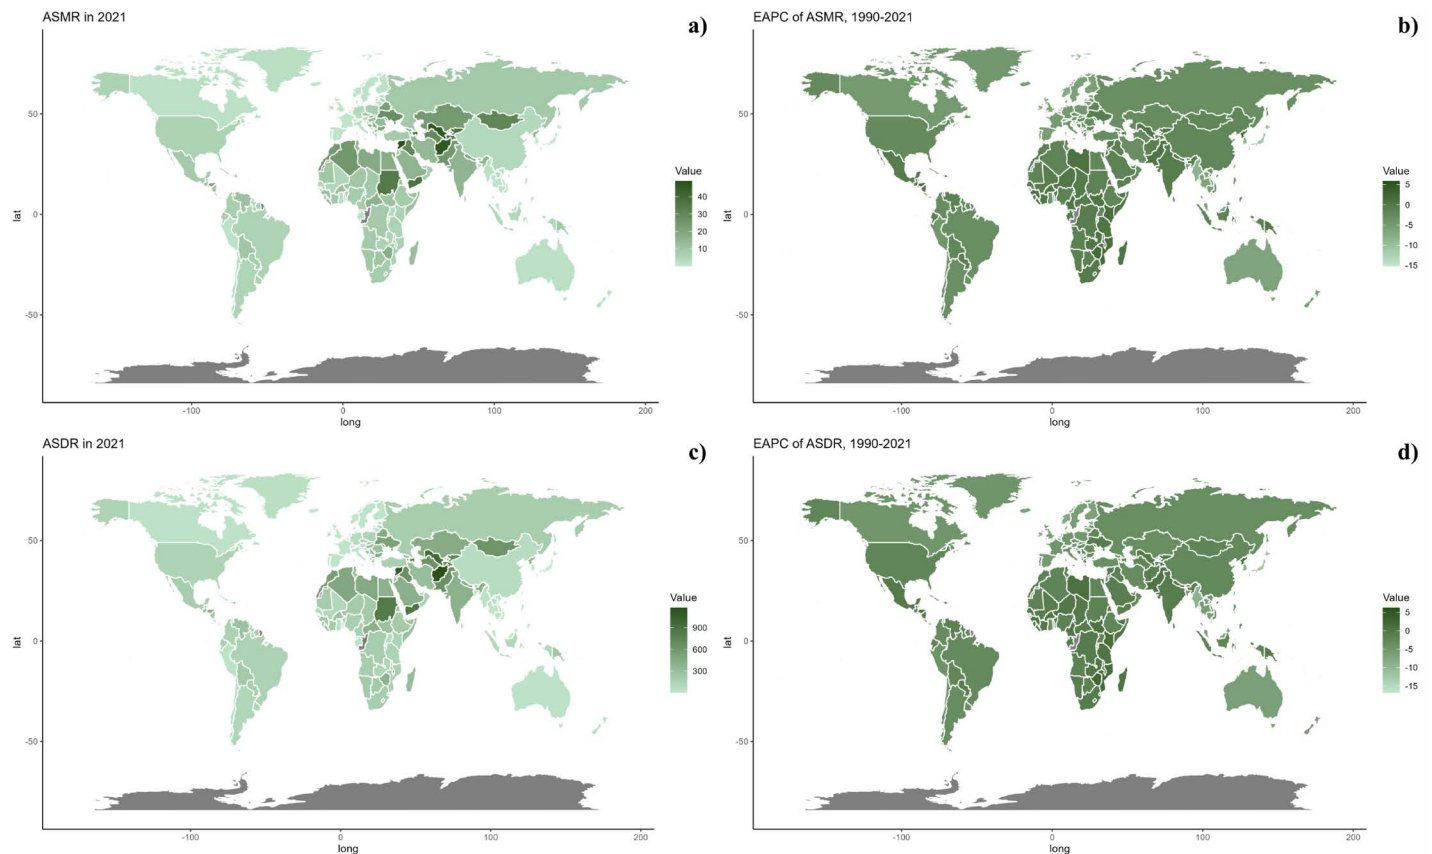 ASMR in 2021
a)
50
0
-50
lat
-100
0
100
200
long
Value
40
30
20
10
EAPC of ASMR, 1990-2021
b)
50
0
-50
lat
-100
0
100
200
long
Value
5
0
-5
-10
-15
ASDR in 2021
c)
50
0
-50
lat
-100
0
100
200
long
Value
900
600
300
EAPC of ASDR, 1990-2021
d)
50
0
-50
lat
-100
0
100
200
long
Value
5
0
-5
-10
-15